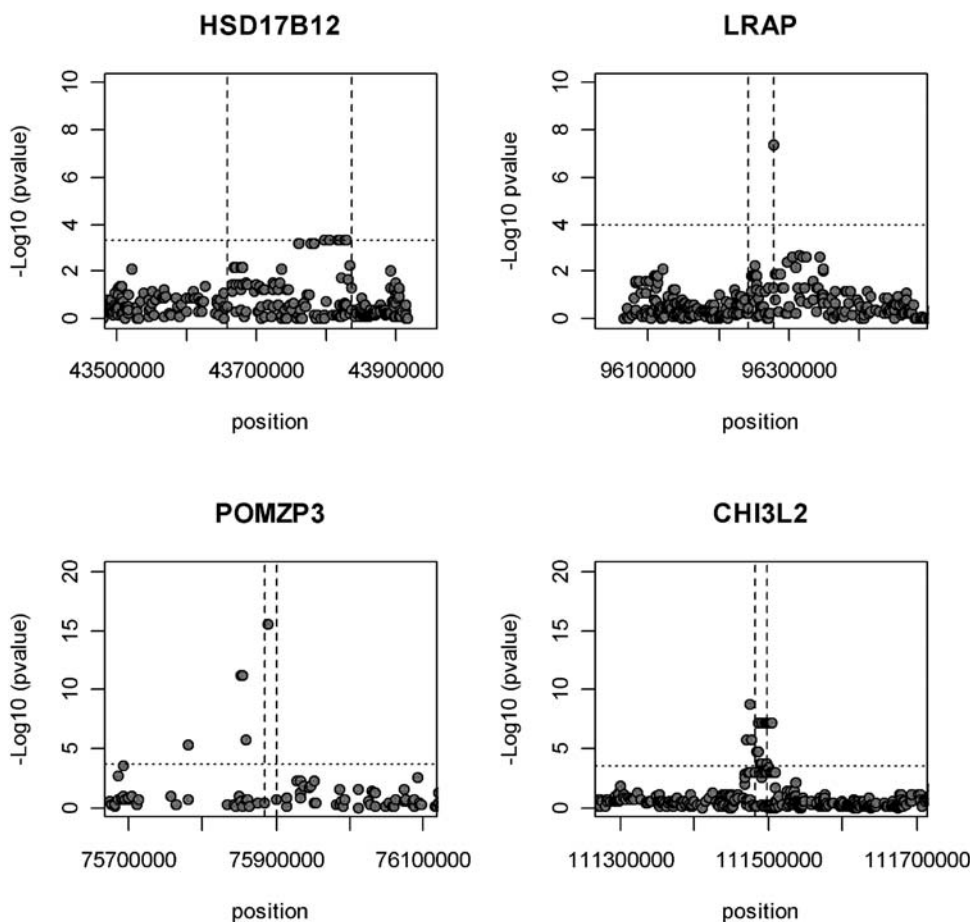 HSD17B12
-Log10 (pvalue)
10
8
6
4
2
0
43500000 43700000 43900000
position
LRAP
-Log10 pvalue
10
8
6
4
2
0
96100000 96300000
position
POMZP3
-Log10 (pvalue)
20
15
10
5
0
75700000 75900000 76100000
position
CHI3L2
-Log10 (pvalue)
20
15
10
5
0
111300000 111500000 111700000
position